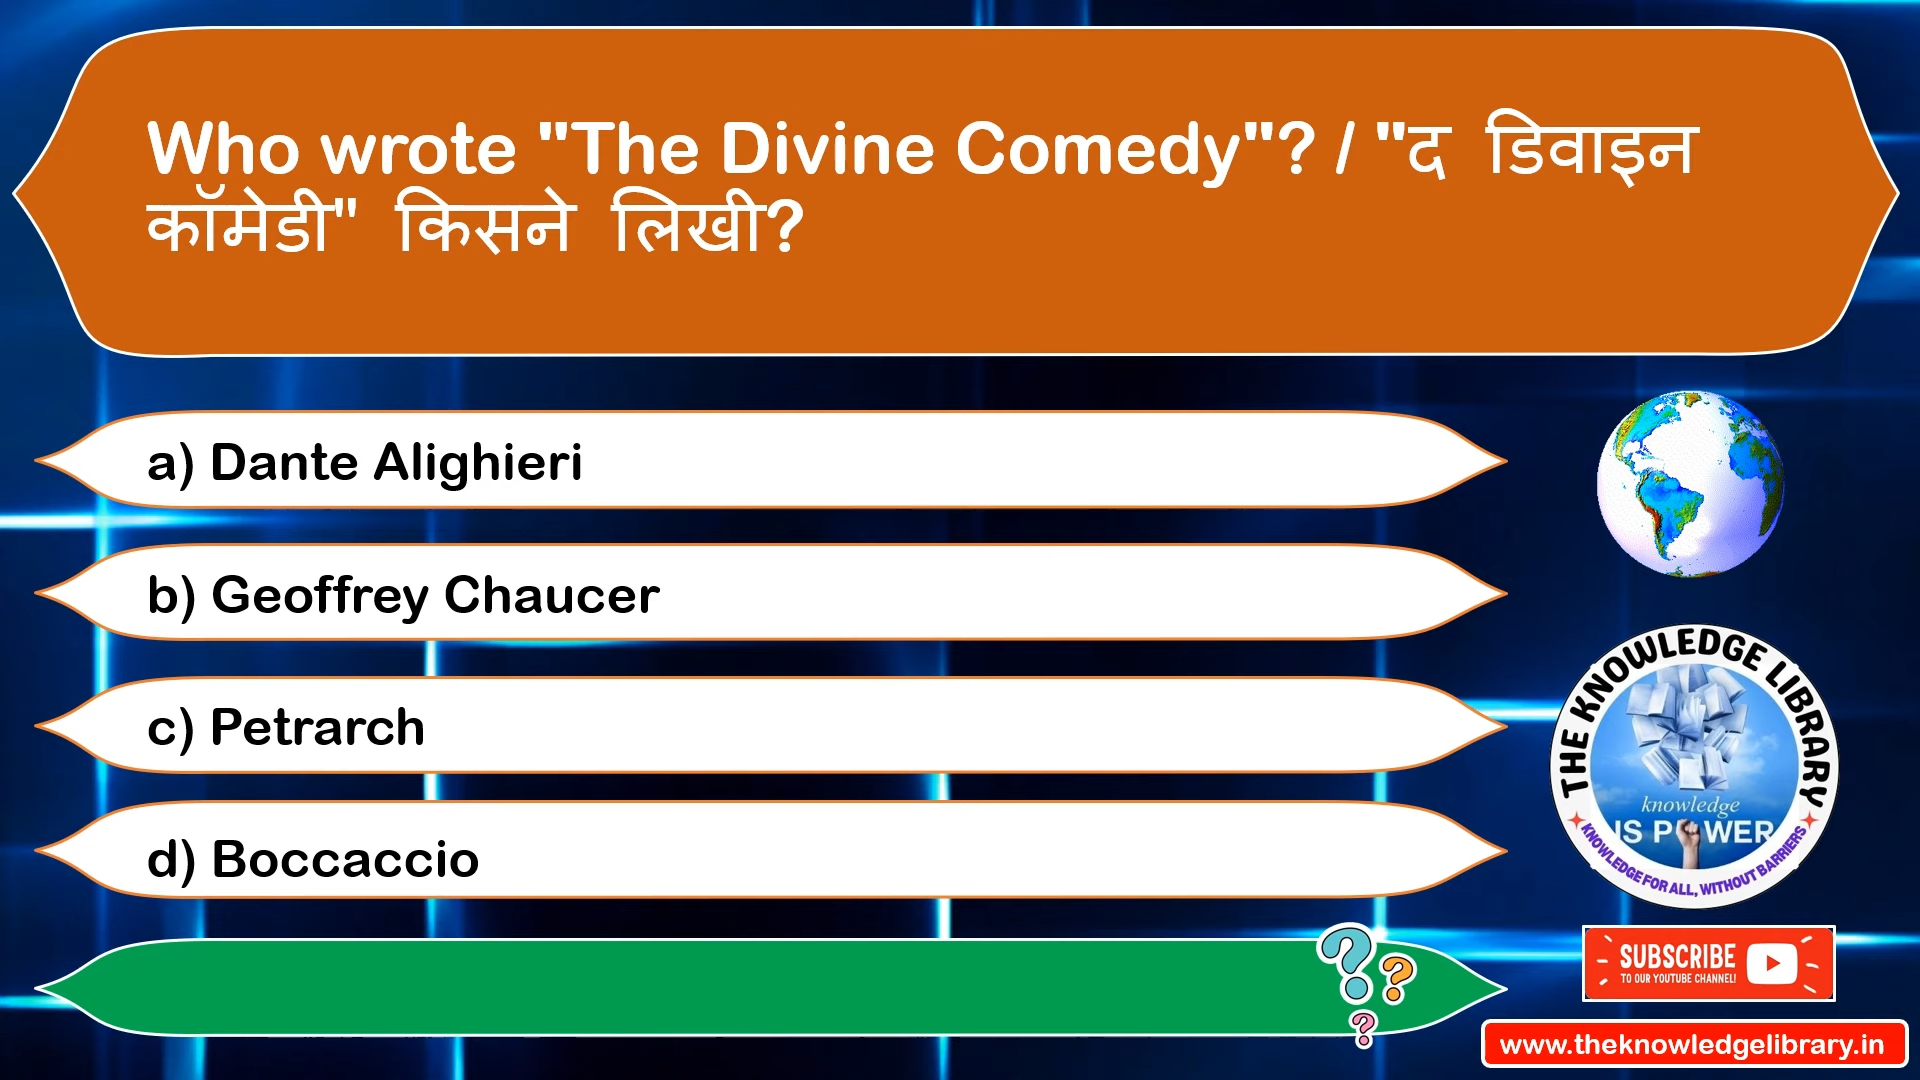 Who wrote "The Divine Comedy"? / "द डिवाइन
कॉमेडी" किसने लिखी?
a) Dante Alighieri
b) Geoffrey Chaucer
c) Petrarch
d) Boccaccio
? ? ?
THE KNOWLEDGE LIBRARY
knowledge
IS POWER
KNOWLEDGE FOR ALL, WITHOUT BARRIERS
SUBSCRIBE
TO OUR YOUTUBE CHANNEL!
www.theknowledgelibrary.in